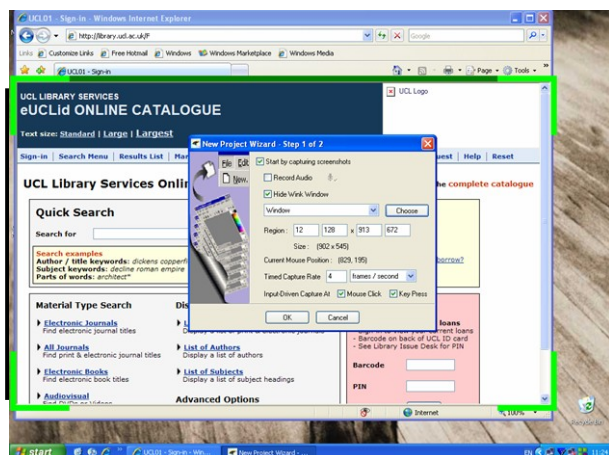 UCL01 - Sign-in - Windows Internet Explorer
http://library.ucl.ac.uk/F
Google
Links Customize Links Free Hotmail Windows Windows Marketplace Windows Media
UCL01 - Sign-in
Page Tools
UCL LIBRARY SERVICES
eUCLid ONLINE CATALOGUE
UCL Logo
Text size: Standard | Large | Largest
Sign-in | Search Menu | Results List |
Help | Reset
UCL Library Services
complete catalogue
Quick Search
Search for
Search examples
Author / title keywords: dickens
Subject keywords: decline roman empire
Parts of words: architect*
borrow?
New Project Wizard - Step 1 of 2
File Edit
New.
Start by capturing screenshots
Record Audio
Hide Wink Window
Window
Choose
Region : 12 128 x 913 672
Size : (902 x 545)
Current Mouse Position : (829, 195)
Timed Capture Rate 4 frames / second
Input-Driven Capture At Mouse Click Key Press
OK Cancel
Material Type Search
Electronic Journals
Find electronic journal titles
All Journals
Find print & electronic journal titles
Electronic Books
Find electronic book titles
Audiovisual
List of Authors
Display a list of authors
List of Subjects
Display a list of subject headings
Advanced Options
loans
current loans
- Barcode on back of UCL ID card
- See Library Issue Desk for PIN
Barcode
PIN
Internet
100%
Recycle Bin
start
UCL01 - Sign-in - Win...
New Project Wizard - ...
EN
11:24